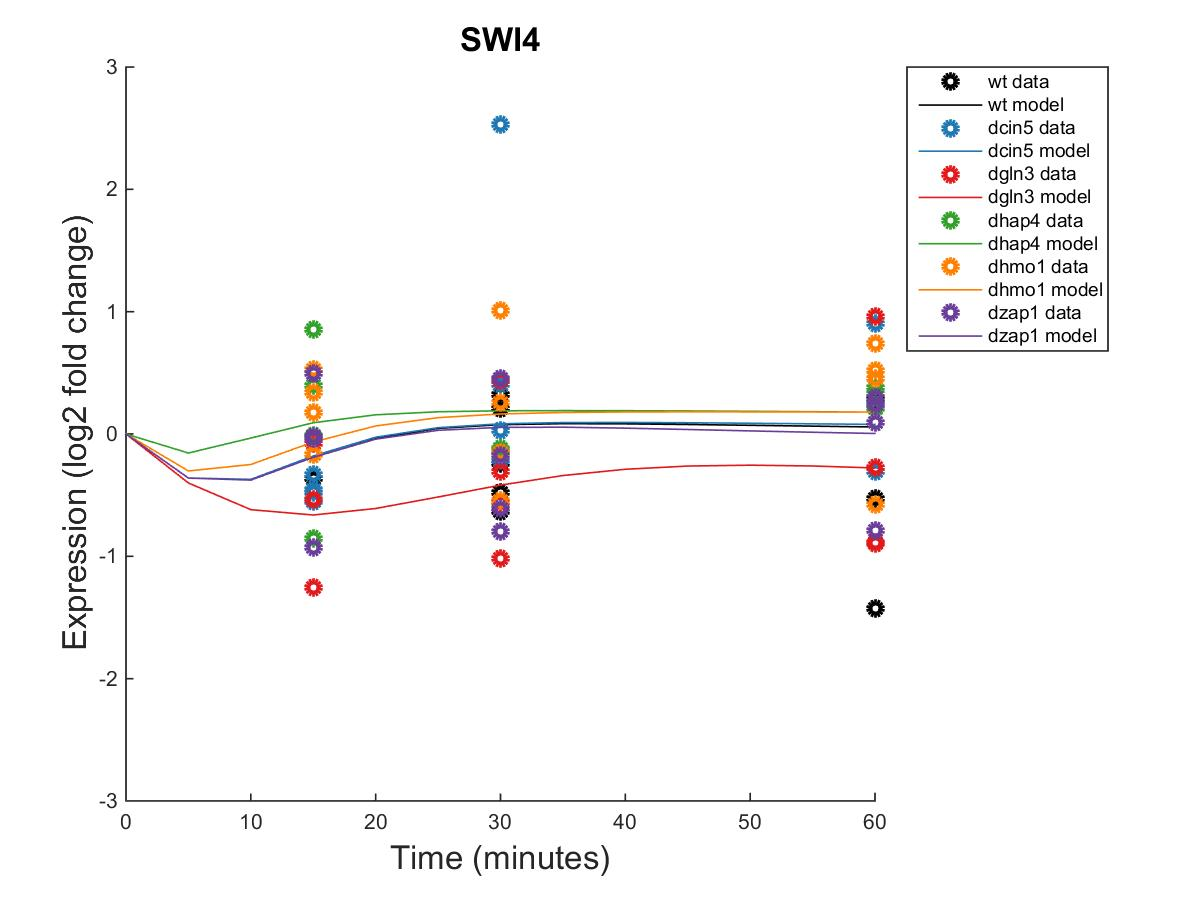 SWI4
3
2
1
0
-1
-2
-3
Expression (log2 fold change)
0 10 20 30 40 50 60
Time (minutes)
wt data
wt model
dcin5 data
dcin5 model
dgln3 data
dgln3 model
dhap4 data
dhap4 model
dhmo1 data
dhmo1 model
dzap1 data
dzap1 model